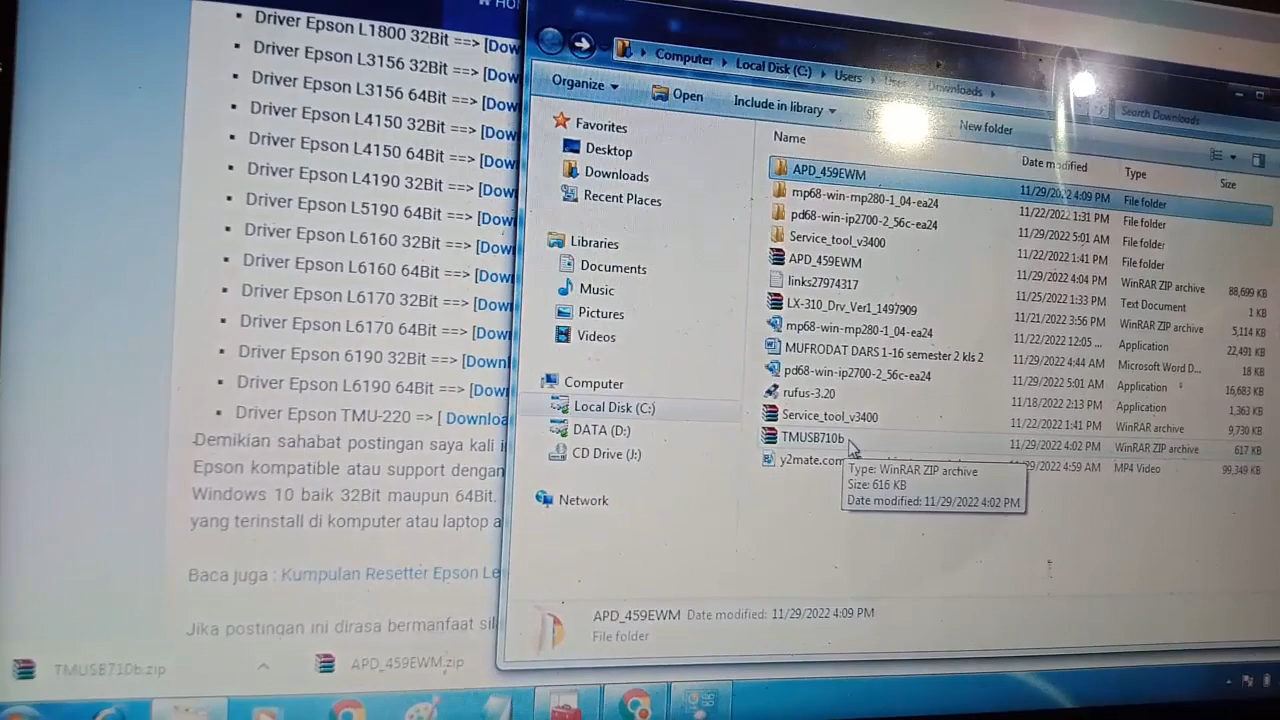 HO
Driver Epson L1800 32Bit ==> [Dow
Driver Epson L3156 32Bit ==> [Dow
Driver Epson L3156 64Bit ==> [Dow
Driver Epson L4150 32Bit ==> [Dow
Driver Epson L4150 64Bit ==> [Dow
Driver Epson L4190 32Bit ==> [Dow
Driver Epson L5190 64Bit ==> [Dow
Driver Epson L6160 32Bit ==> [Dow
Driver Epson L6160 64Bit ==> [Dow
Driver Epson L6170 32Bit ==> [Dow
Driver Epson L6170 64Bit ==> [Dow
Driver Epson 6190 32Bit ==> [Downl
Driver Epson L6190 64Bit ==> [Dow
Driver Epson TMU-220 => [ Downloa
Demikian sahabat postingan saya kali i
Epson kompatible atau support dengan
Windows 10 baik 32Bit maupun 64Bit.
yang terinstall di komputer atau laptop a
Baca juga : Kumpulan Resetter Epson Le
Jika postingan ini dirasa bermanfaat sil
TMUSB710b.zip
APD_459EWM.zip
Computer Local Disk (C:) Users User Downloads
Search Downloads
Organize Open Include in library New folder
Favorites
Desktop
Downloads
Recent Places
Libraries
Documents
Music
Pictures
Videos
Computer
Local Disk (C:)
DATA (D:)
CD Drive (J:)
Network
Name Date modified Type Size
APD_459EWM 11/29/2022 4:09 PM File folder
mp68-win-mp280-1_04-ea24 11/22/2022 1:31 PM File folder
pd68-win-ip2700-2_56c-ea24 11/29/2022 5:01 AM File folder
Service_tool_v3400 11/22/2022 1:41 PM File folder
APD_459EWM 11/29/2022 4:04 PM WinRAR ZIP archive 88,699 KB
links27974317 11/25/2022 1:33 PM Text Document 1 KB
LX-310_Drv_Ver1_1497909 11/21/2022 3:56 PM WinRAR ZIP archive 5,114 KB
mp68-win-mp280-1_04-ea24 11/22/2022 12:05 ... Application 22,491 KB
MUFRODAT DARS 1-16 semester 2 kls 2 11/29/2022 4:44 AM Microsoft Word D... 18 KB
pd68-win-ip2700-2_56c-ea24 11/29/2022 5:01 AM Application 16,683 KB
rufus-3.20 11/18/2022 2:13 PM Application 1,363 KB
Service_tool_v3400 11/22/2022 1:41 PM WinRAR archive 9,730 KB
TMUSB710b 11/29/2022 4:02 PM WinRAR ZIP archive 617 KB
y2mate.com 4:59 AM MP4 Video 99,349 KB
Type: WinRAR ZIP archive
Size: 616 KB
Date modified: 11/29/2022 4:02 PM
APD_459EWM Date modified: 11/29/2022 4:09 PM
File folder